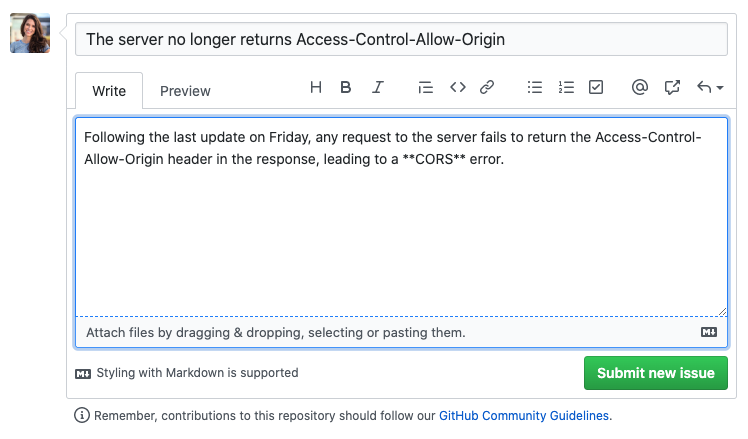 The server no longer returns Access-Control-Allow-Origin
Write Preview
Following the last update on Friday, any request to the server fails to return the Access-Control-
Allow-Origin header in the response, leading to a **CORS** error.
Attach files by dragging & dropping, selecting or pasting them.
Styling with Markdown is supported
Submit new issue
Remember, contributions to this repository should follow our GitHub Community Guidelines.